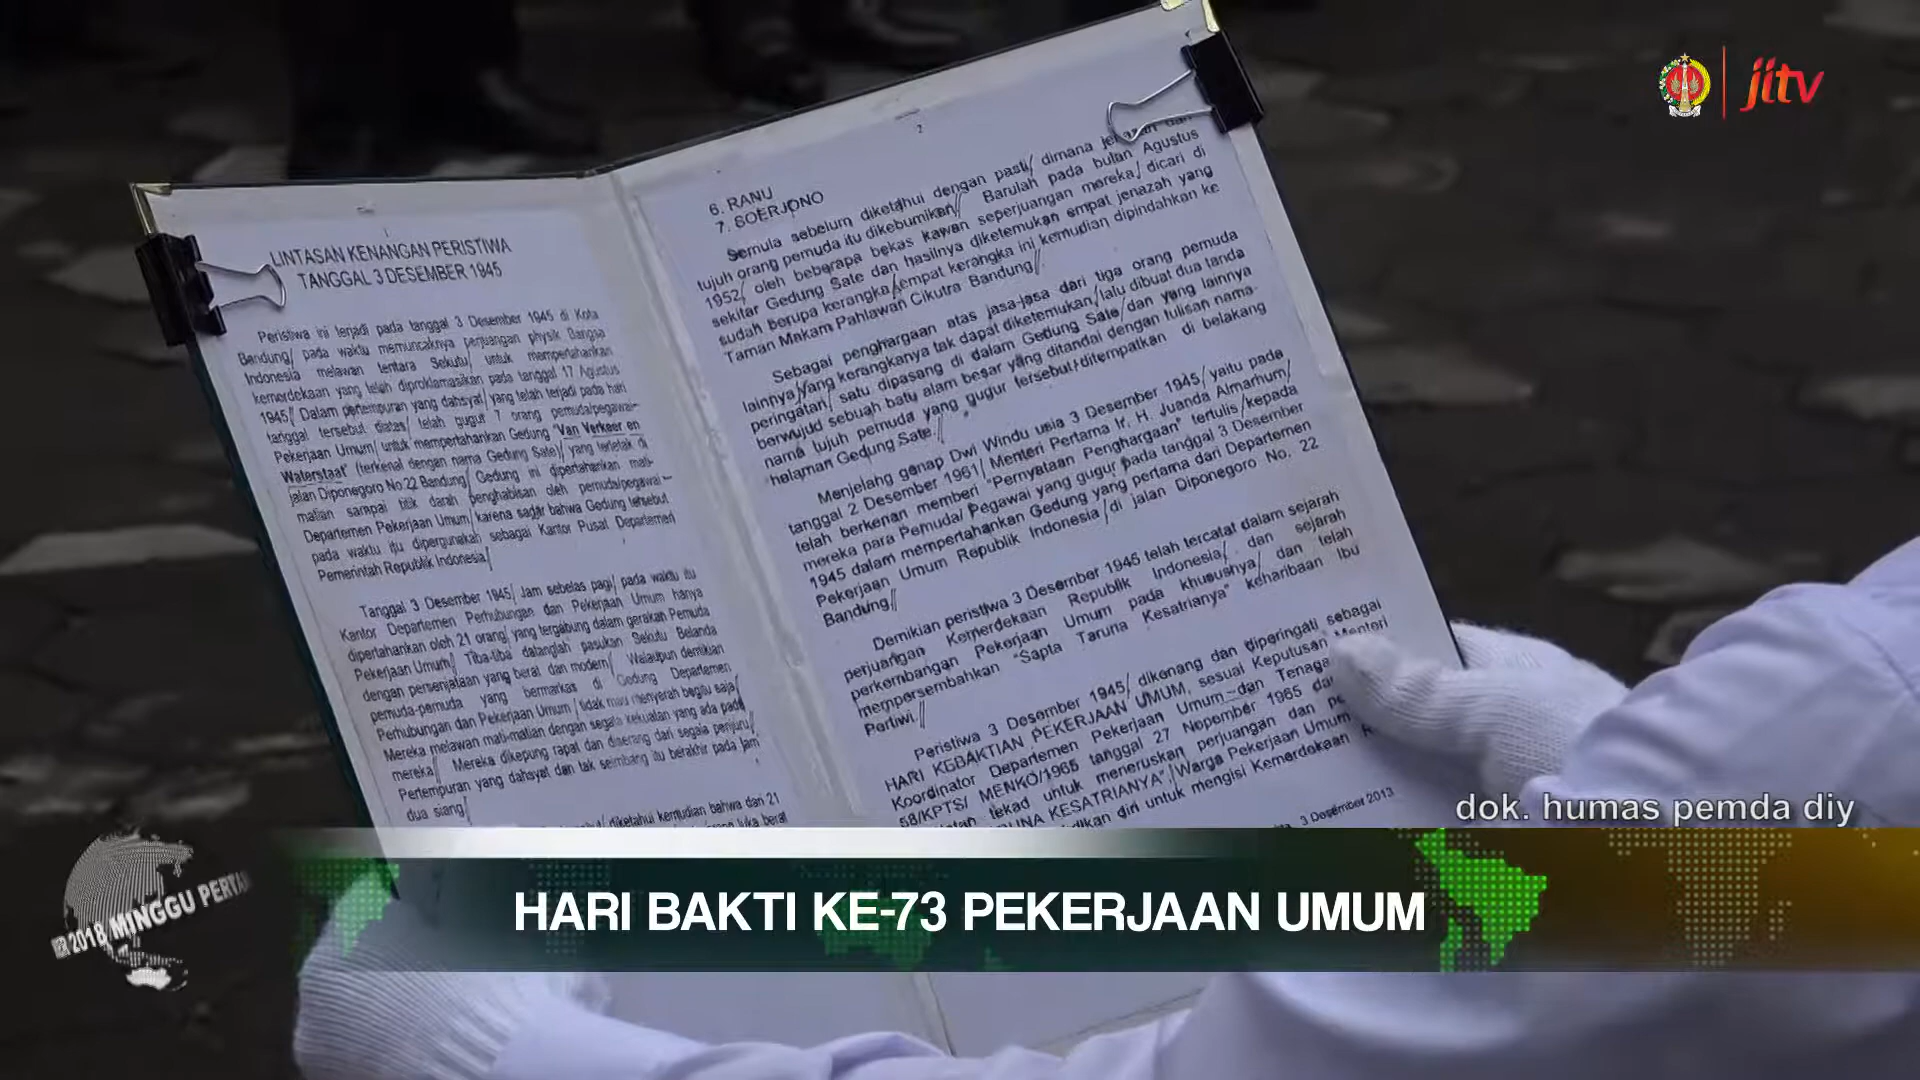 jitv
LINTASAN KENANGAN PERISTIWA
TANGGAL 3 DESEMBER 1945
Peristiwa ini terjadi pada tanggal 3 Desember 1945 di Kota
Bandung/ pada waktu memuncaknya perjuangan physik Bangsa
Indonesia melawan tentara Sekutu/ untuk mempertahankan
kemerdekaan yang telah diproklamasikan pada tanggal 17 Agustus
1945// Dalam pertempuran yang dahsyat/ yang telah terjadi pada hari
tanggal tersebut diatas/ telah gugur 7 orang pemuda/pegawai
Pekerjaan Umum/ untuk mempertahankan Gedung "Van Verkeer en
Waterstaat" (terkenal dengan nama Gedung Sate)/ yang terletak di
jalan Diponegoro No.22 Bandung// Gedung ini dipertahankan mati-
matian sampai titik darah penghabisan oleh pemuda/pegawai
Departemen Pekerjaan Umum/ karena sadar bahwa Gedung tersebut
pada waktu itu dipergunakan sebagai Kantor Pusat Departemen
Pemerintah Republik Indonesia//
Tanggal 3 Desember 1945/ Jam sebelas pagi/ pada waktu itu
Kantor Departemen Perhubungan dan Pekerjaan Umum hanya
dipertahankan oleh 21 orang/ yang tergabung dalam gerakan Pemuda
Pekerjaan Umum// Tiba-tiba datanglah pasukan Sekutu Belanda
dengan persenjataan yang berat dan modern// Walaupun demikian
pemuda-pemuda yang bermarkas di Gedung Departemen
Perhubungan dan Pekerjaan Umum/ tidak mau menyerah begitu saja/
Mereka melawan mati-matian dengan segala kekuatan yang ada pada
mereka// Mereka dikepung rapat dan diserang dari segala penjuru/
Pertempuran yang dahsyat dan tak seimbang itu berakhir pada jam
dua siang//
diketahui kemudian bahwa dari 21
luka berat
2
6. RANU
7. SOERJONO
Semula sebelum diketahui dengan pasti/ dimana jenazah dari
tujuh orang pemuda itu dikebumikan// Barulah pada bulan Agustus
1952/ oleh beberapa bekas kawan seperjuangan mereka/ dicari di
sekitar Gedung Sate dan hasilnya diketemukan empat jenazah yang
sudah berupa kerangka/ empat kerangka ini kemudian dipindahkan ke
Taman Makam Pahlawan Cikutra Bandung//
Sebagai penghargaan atas jasa-jasa dari tiga orang pemuda
lainnya/yang kerangkanya tak dapat diketemukan/ lalu dibuat dua tanda
peringatan/ satu dipasang di dalam Gedung Sate/ dan yang lainnya
berwujud sebuah batu alam besar yang ditandai dengan tulisan nama-
nama tujuh pemuda yang gugur tersebut/ditempatkan di belakang
halaman Gedung Sate//
Menjelang genap Dwi Windu usia 3 Desember 1945/ yaitu pada
tanggal 2 Desember 1961/ Menteri Pertama Ir. H. Juanda Almarhum/
telah berkenan memberi "Pernyataan Penghargaan" tertulis/kepada
mereka para Pemuda/ Pegawai yang gugur pada tanggal 3 Desember
1945 dalam mempertahankan Gedung yang pertama dari Departemen
Pekerjaan Umum Republik Indonesia /di jalan Diponegoro No. 22
Bandung//
Demikian peristiwa 3 Desember 1945 telah tercatat dalam sejarah
perjuangan Kemerdekaan Republik Indonesia/ dan sejarah
perkembangan Pekerjaan Umum pada khususnya/ dan telah
mempersembahkan "Sapta Taruna Kesatrianya" keharibaan Ibu
Pertiwi//
Peristiwa 3 Desember 1945/ dikenang dan diperingati sebagai
HARI KEBAKTIAN PEKERJAAN UMUM, sesuai Keputusan Menteri
Koordinator Departemen Pekerjaan Umum dan Tenaga
58/KPTS/ MENKO/1965 tanggal 27 Nopember 1965
tekad untuk meneruskan perjuangan dan
KESATRIANYA"/ Warga Pekerjaan Umum
diri untuk mengisi Kemerdekaan
3 Desember 2013
dok. humas pemda diy
2018 MINGGU PERTA
HARI BAKTI KE-73 PEKERJAAN UMUM